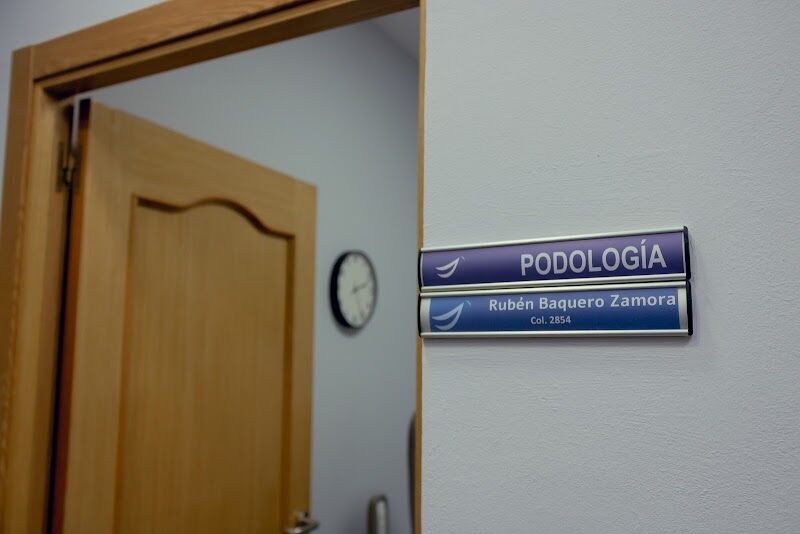 PODOLOGÍA
Rubén Baquero Zamora
Col. 2854